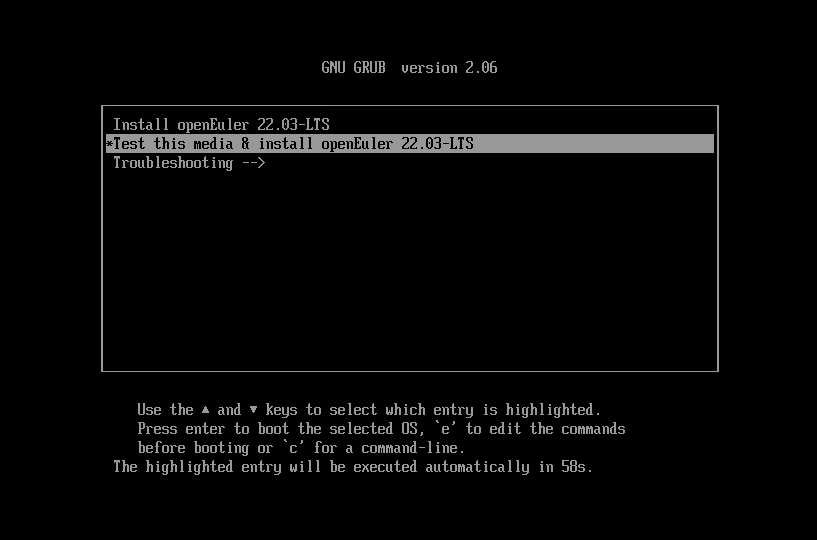 GNU GRUB  version 2.06
Install openEuler 22.03-LTS
*Test this media & install openEuler 22.03-LTS
Troubleshooting -->
Use the ▲ and ▼ keys to select which entry is highlighted.
Press enter to boot the selected OS, `e' to edit the commands
before booting or `c' for a command-line.
The highlighted entry will be executed automatically in 58s.